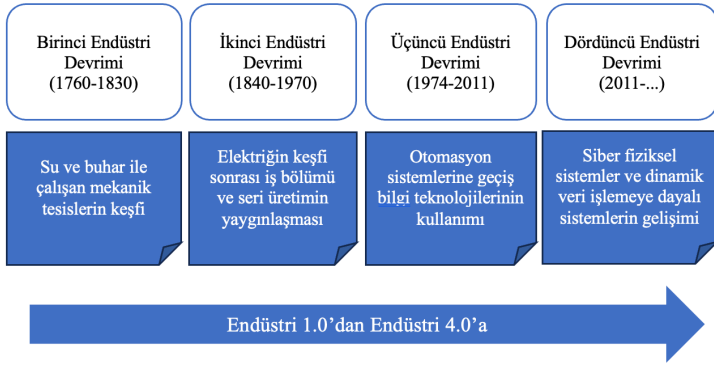 Birinci Endüstri
Devrimi
(1760-1830)
İkinci Endüstri
Devrimi
(1840-1970)
Üçüncü Endüstri
Devrimi
(1974-2011)
Dördüncü Endüstri
Devrimi
(2011-...)
Su ve buhar ile
çalışan mekanik
tesislerin keşfi
Elektriğin keşfi
sonrası iş bölümü
ve seri üretimin
yaygınlaşması
Otomasyon
sistemlerine geçiş
bilgi teknolojilerinin
kullanımı
Siber fiziksel
sistemler ve dinamik
veri işlemeye dayalı
sistemlerin gelişimi
Endüstri 1.0’dan Endüstri 4.0’a